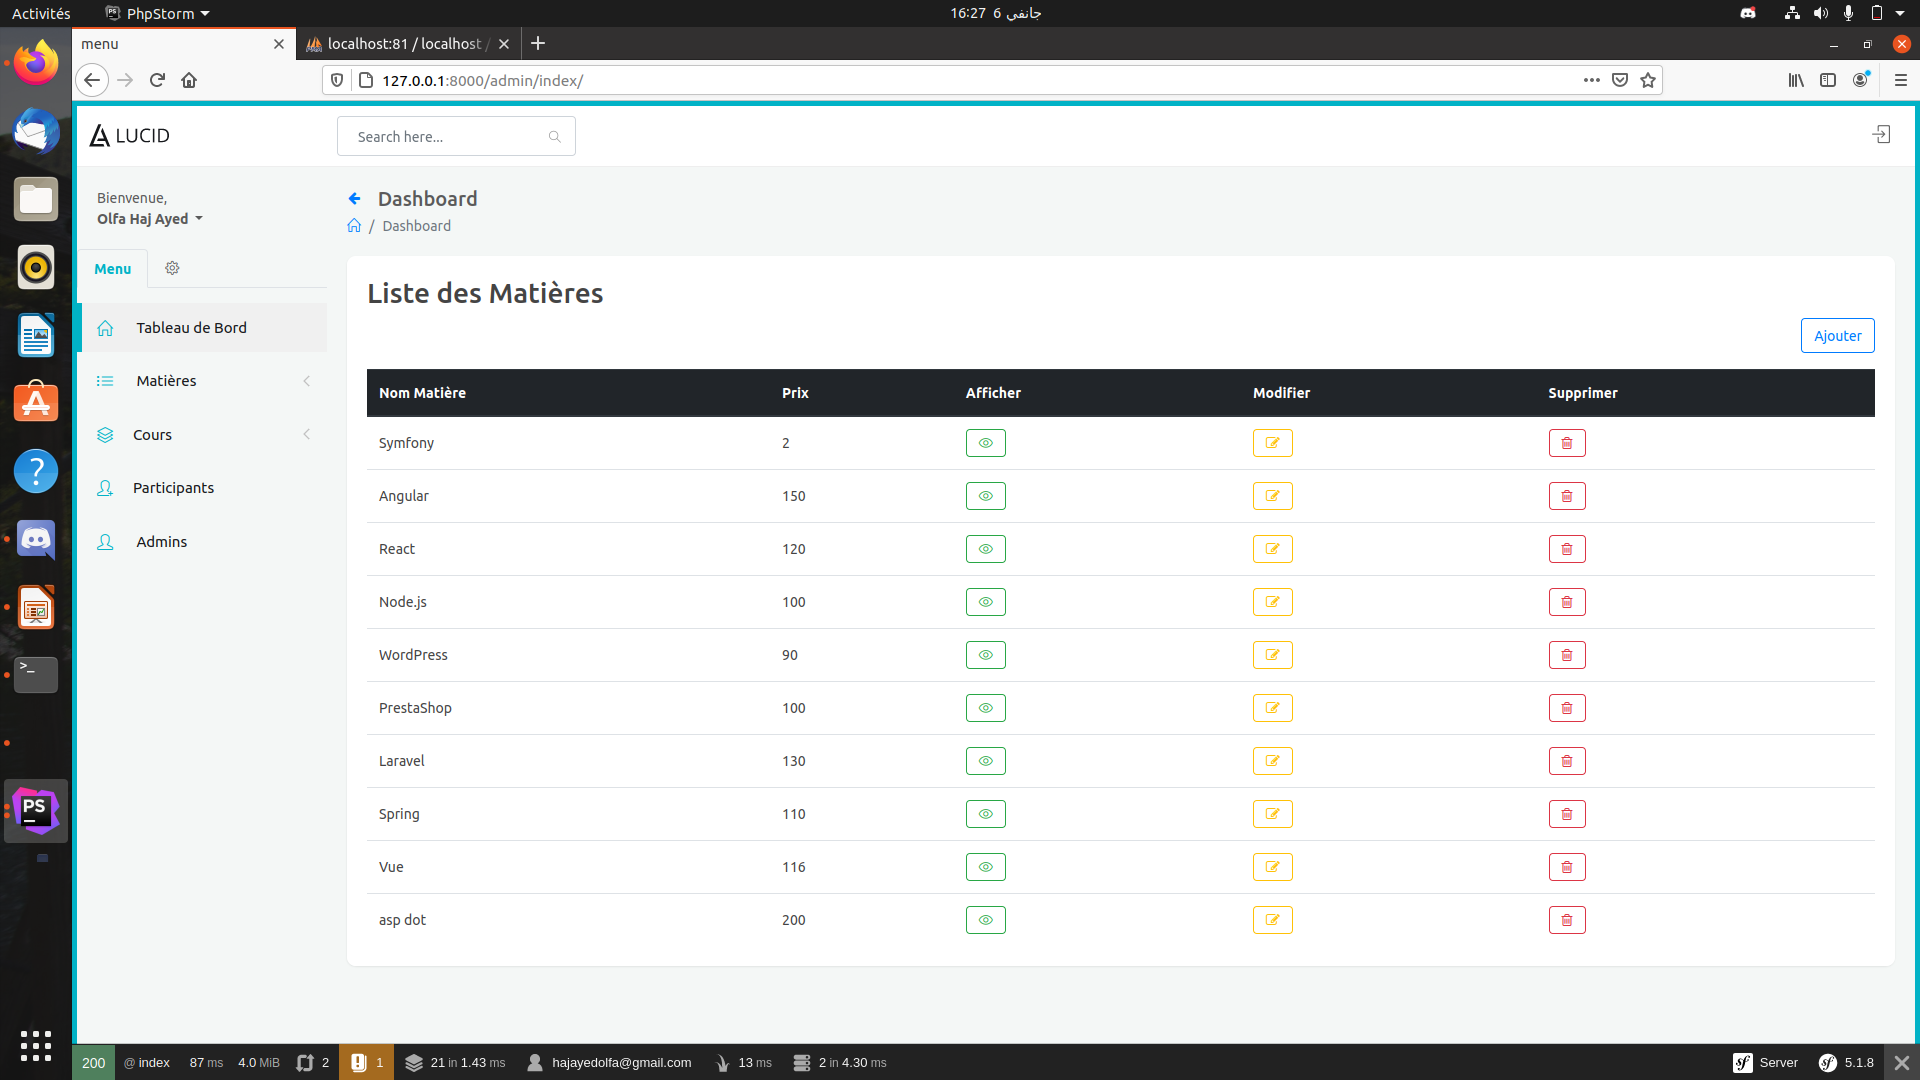 Activités PhpStorm 16:27 6 جانفي
menu localhost:81 / localhost /
127.0.0.1:8000/admin/index/
LUCID Search here...
Bienvenue,
Olfa Haj Ayed
Menu
Tableau de Bord
Matières
Cours
Participants
Admins
Dashboard
/ Dashboard
Liste des Matières
Ajouter
Nom Matière Prix Afficher Modifier Supprimer
Symfony 2
Angular 150
React 120
Node.js 100
WordPress 90
PrestaShop 100
Laravel 130
Spring 110
Vue 116
asp dot 200
200 @ index 87 ms 4.0 MiB 2 1 21 in 1.43 ms hajayedolfa@gmail.com 13 ms 2 in 4.30 ms Server 5.1.8